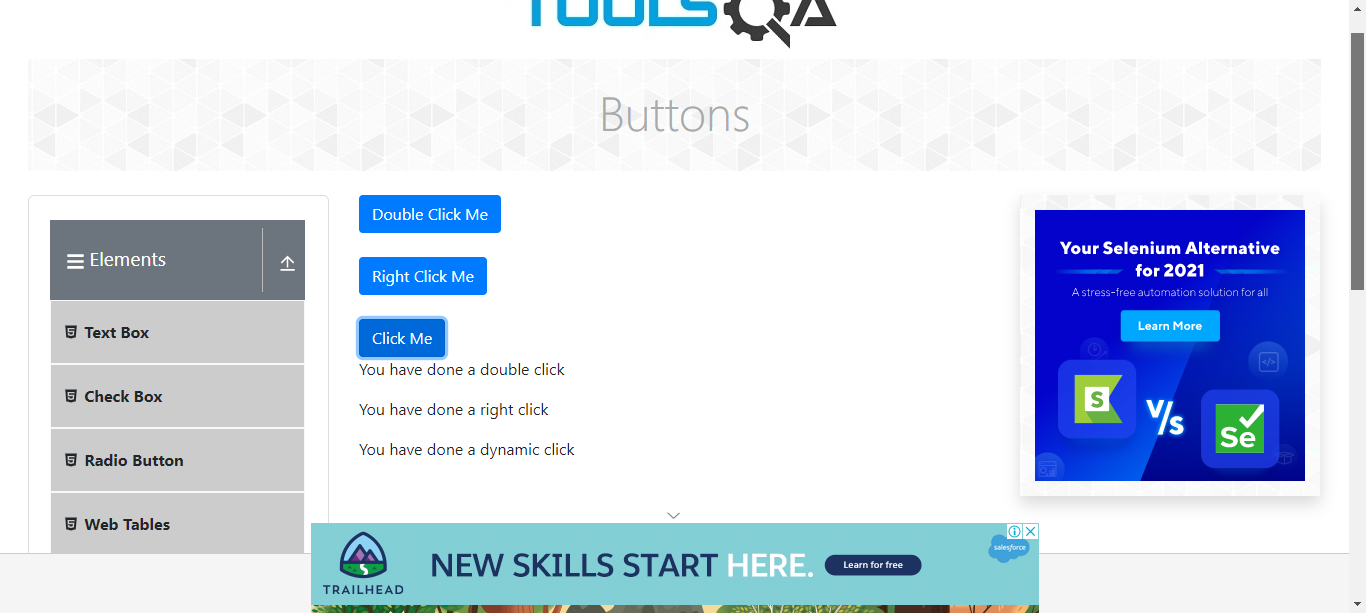 TOOLSQA
Buttons
Elements
Text Box
Check Box
Radio Button
Web Tables
Double Click Me
Right Click Me
Click Me
You have done a double click
You have done a right click
You have done a dynamic click
Your Selenium Alternative
for 2021
A stress-free automation solution for all
Learn More
S
V/s
Se
TRAILHEAD
NEW SKILLS START HERE.
Learn for free
salesforce